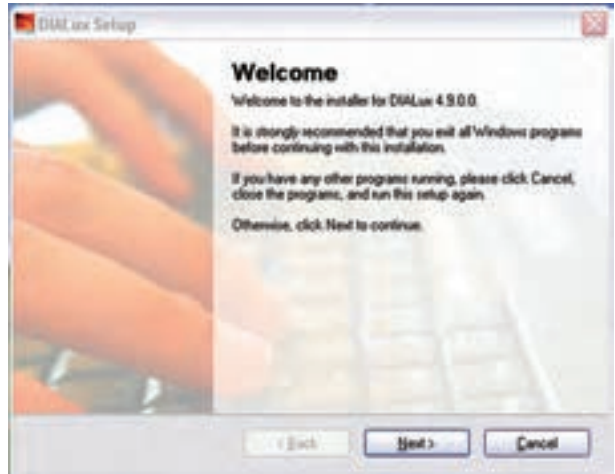 DIALux Setup
Welcome
Welcome to the installer for DIALux 4.9.0.0.
It is strongly recommended that you exit all Windows programs
before continuing with this installation.
If you have any other programs running, please click Cancel,
close the programs, and run this setup again.
Otherwise, click Next to continue.
< Back
Next >
Cancel